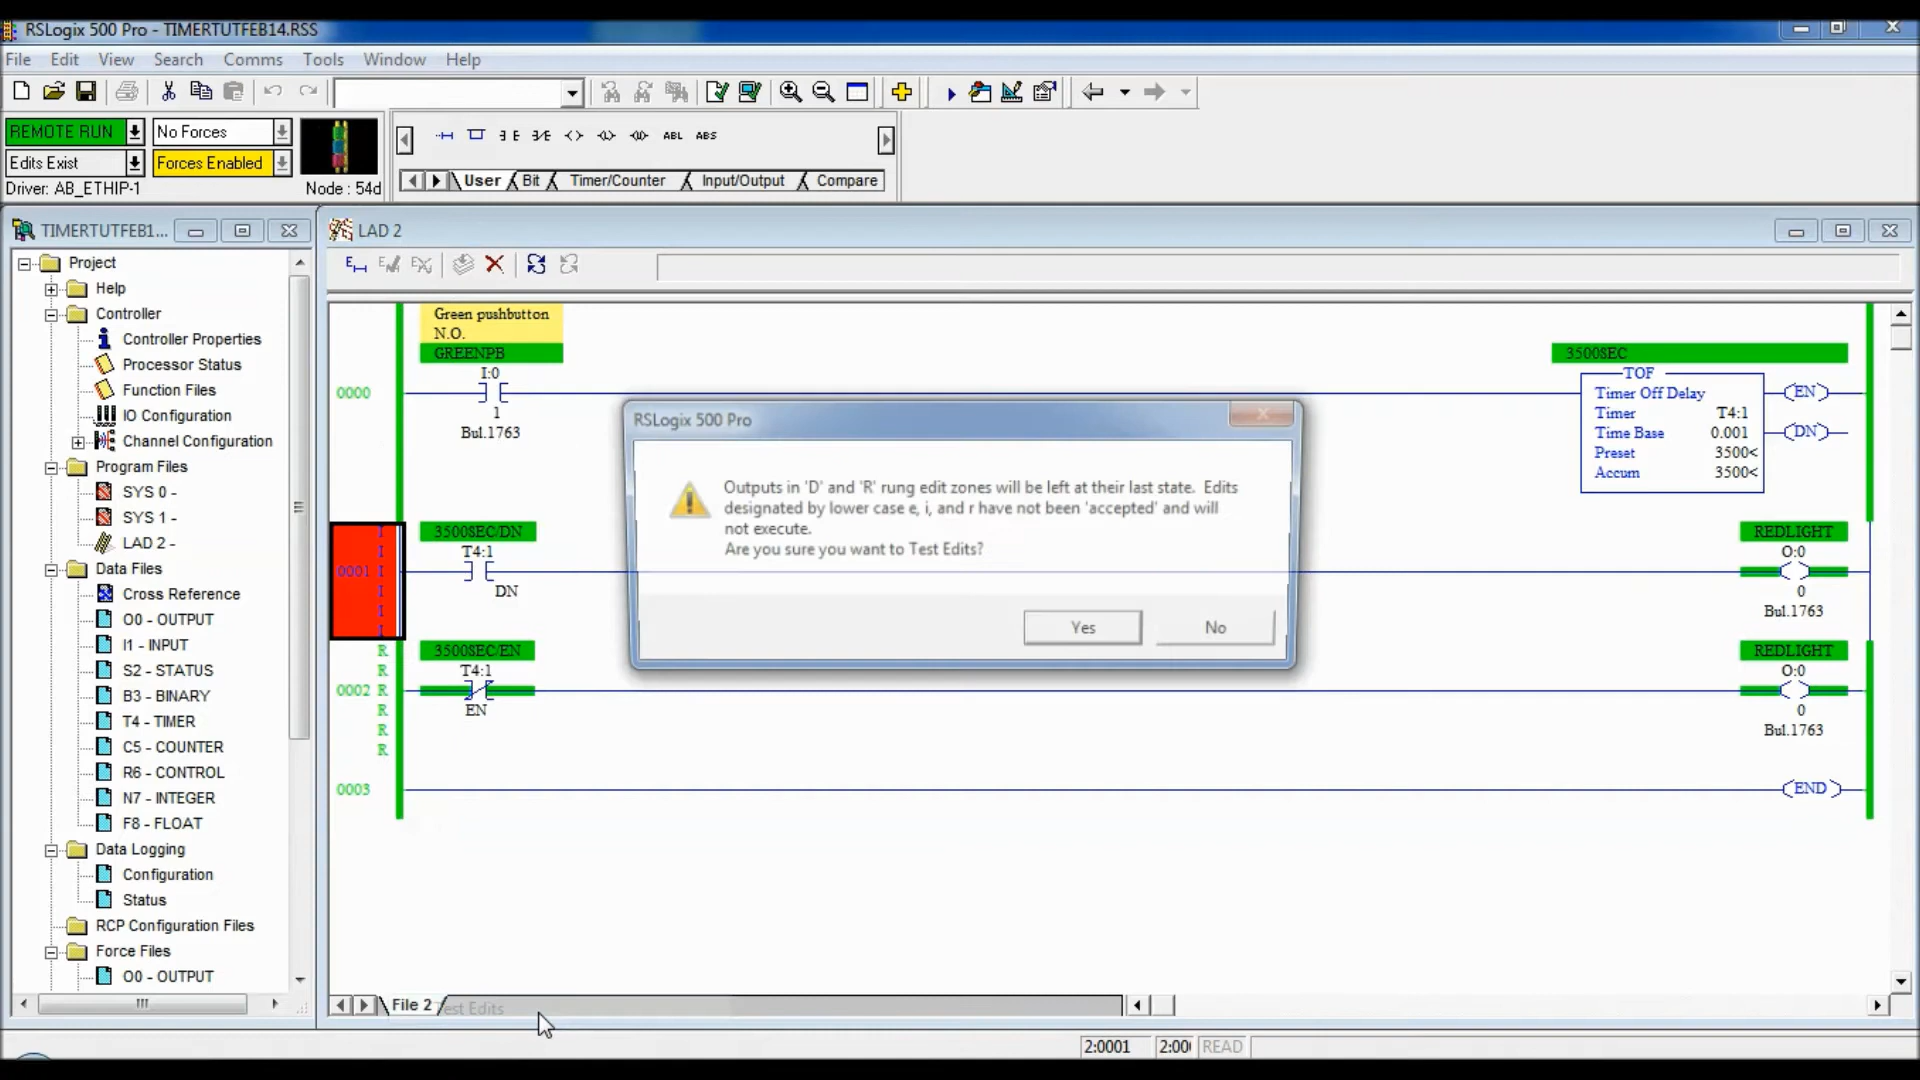 RSLogix 500 Pro - TIMERTUTFEB14.RSS
File Edit View Search Comms Tools Window Help
REMOTE RUN No Forces
Edits Exist Forces Enabled
Driver: AB_ETHIP-1 Node : 54d
ABL ABS
User Bit Timer/Counter Input/Output Compare
TIMERTUTFEB1...
Project
Help
Controller
Controller Properties
Processor Status
Function Files
IO Configuration
Channel Configuration
Program Files
SYS 0 -
SYS 1 -
LAD 2 -
Data Files
Cross Reference
O0 - OUTPUT
I1 - INPUT
S2 - STATUS
B3 - BINARY
T4 - TIMER
C5 - COUNTER
R6 - CONTROL
N7 - INTEGER
F8 - FLOAT
Data Logging
Configuration
Status
RCP Configuration Files
Force Files
O0 - OUTPUT
LAD 2
Green pushbutton
N.O.
GREENPB
I:0
0000
1
Bul.1763
3500SEC
TOF
Timer Off Delay
Timer T4:1
Time Base 0.001
Preset 3500<
Accum 3500<
EN
DN
3500SEC/DN
T4:1
0001
DN
I
I
I
I
I
I
REDLIGHT
O:0
0
Bul.1763
3500SEC/EN
T4:1
0002
EN
R
R
R
R
R
R
REDLIGHT
O:0
0
Bul.1763
0003
END
RSLogix 500 Pro
Outputs in 'D' and 'R' rung edit zones will be left at their last state. Edits
designated by lower case e, i, and r have not been 'accepted' and will
not execute.
Are you sure you want to Test Edits?
Yes No
File 2 Test Edits
2:0001 2:00 READ